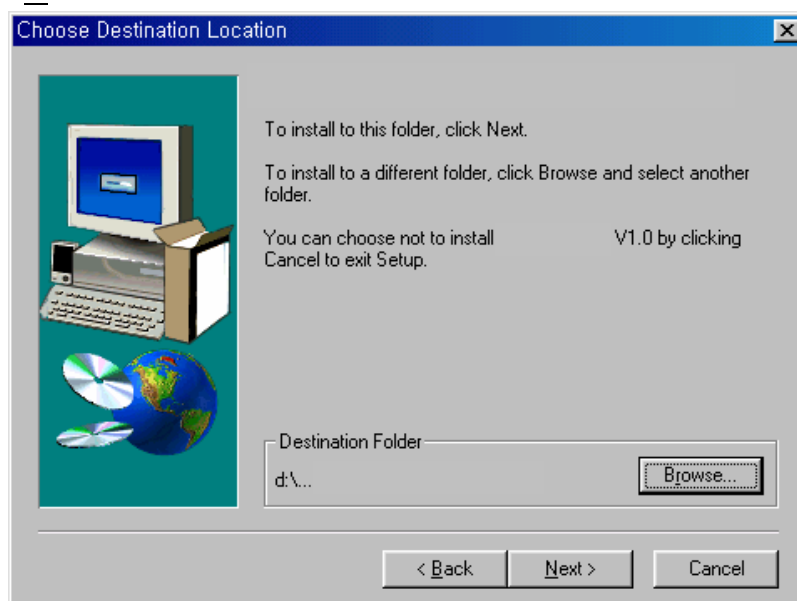 Choose Destination Location
To install to this folder, click Next.
To install to a different folder, click Browse and select another
folder.
You can choose not to install V1.0 by clicking
Cancel to exit Setup.
Destination Folder
d:\...
Browse...
< Back
Next >
Cancel